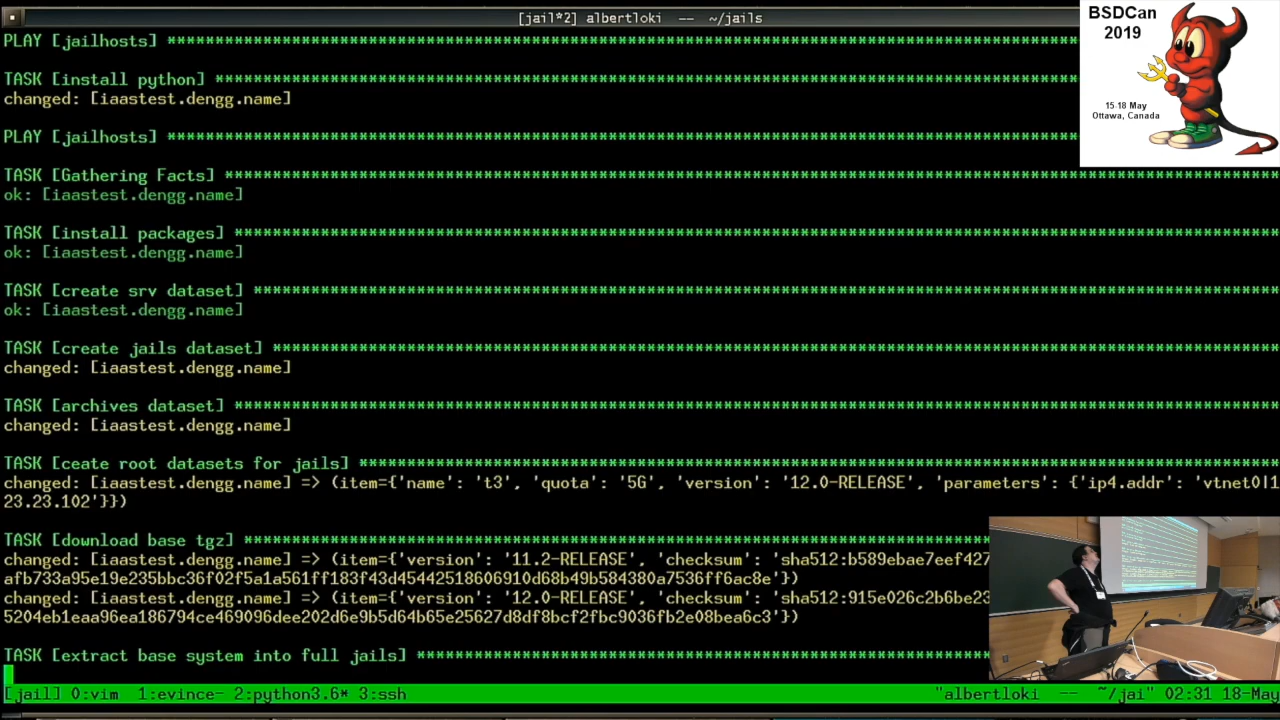 [jail*2] albertloki -- ~/jails
BSDCan
2019
15-18 May
Ottawa, Canada
PLAY [jailhosts] *********************************************************************************
TASK [install python] ****************************************************************************
changed: [iaastest.dengg.name]
PLAY [jailhosts] *********************************************************************************
TASK [Gathering Facts] **************************************************************************************************
ok: [iaastest.dengg.name]
TASK [install packages] *************************************************************************************************
ok: [iaastest.dengg.name]
TASK [create srv dataset] ***********************************************************************************************
ok: [iaastest.dengg.name]
TASK [create jails dataset] *********************************************************************************************
changed: [iaastest.dengg.name]
TASK [archives dataset] *************************************************************************************************
changed: [iaastest.dengg.name]
TASK [ceate root datasets for jails] ************************************************************************************
changed: [iaastest.dengg.name] => (item={'name': 't3', 'quota': '5G', 'version': '12.0-RELEASE', 'parameters': {'ip4.addr': 'vtnet0|1
23.23.102'}})
TASK [download base tgz] *******************************************************************
changed: [iaastest.dengg.name] => (item={'version': '11.2-RELEASE', 'checksum': 'sha512:b589ebae7eef427
afb733a95e19e235bbc36f02f5a1a561ff183f43d45442518606910d68b49b584380a7536ff6ac8e'})
changed: [iaastest.dengg.name] => (item={'version': '12.0-RELEASE', 'checksum': 'sha512:915e026c2b6be23
5204eb1eaa96ea186794ce469096dee202d6e9b5d64b65e25627d8df8bcf2fbc9036fb2e08bea6c3'})
TASK [extract base system into full jails] *************************************************
[jail] 0:vim  1:evince- 2:python3.6* 3:ssh
"albertloki -- ~/jai" 02:31 18-May